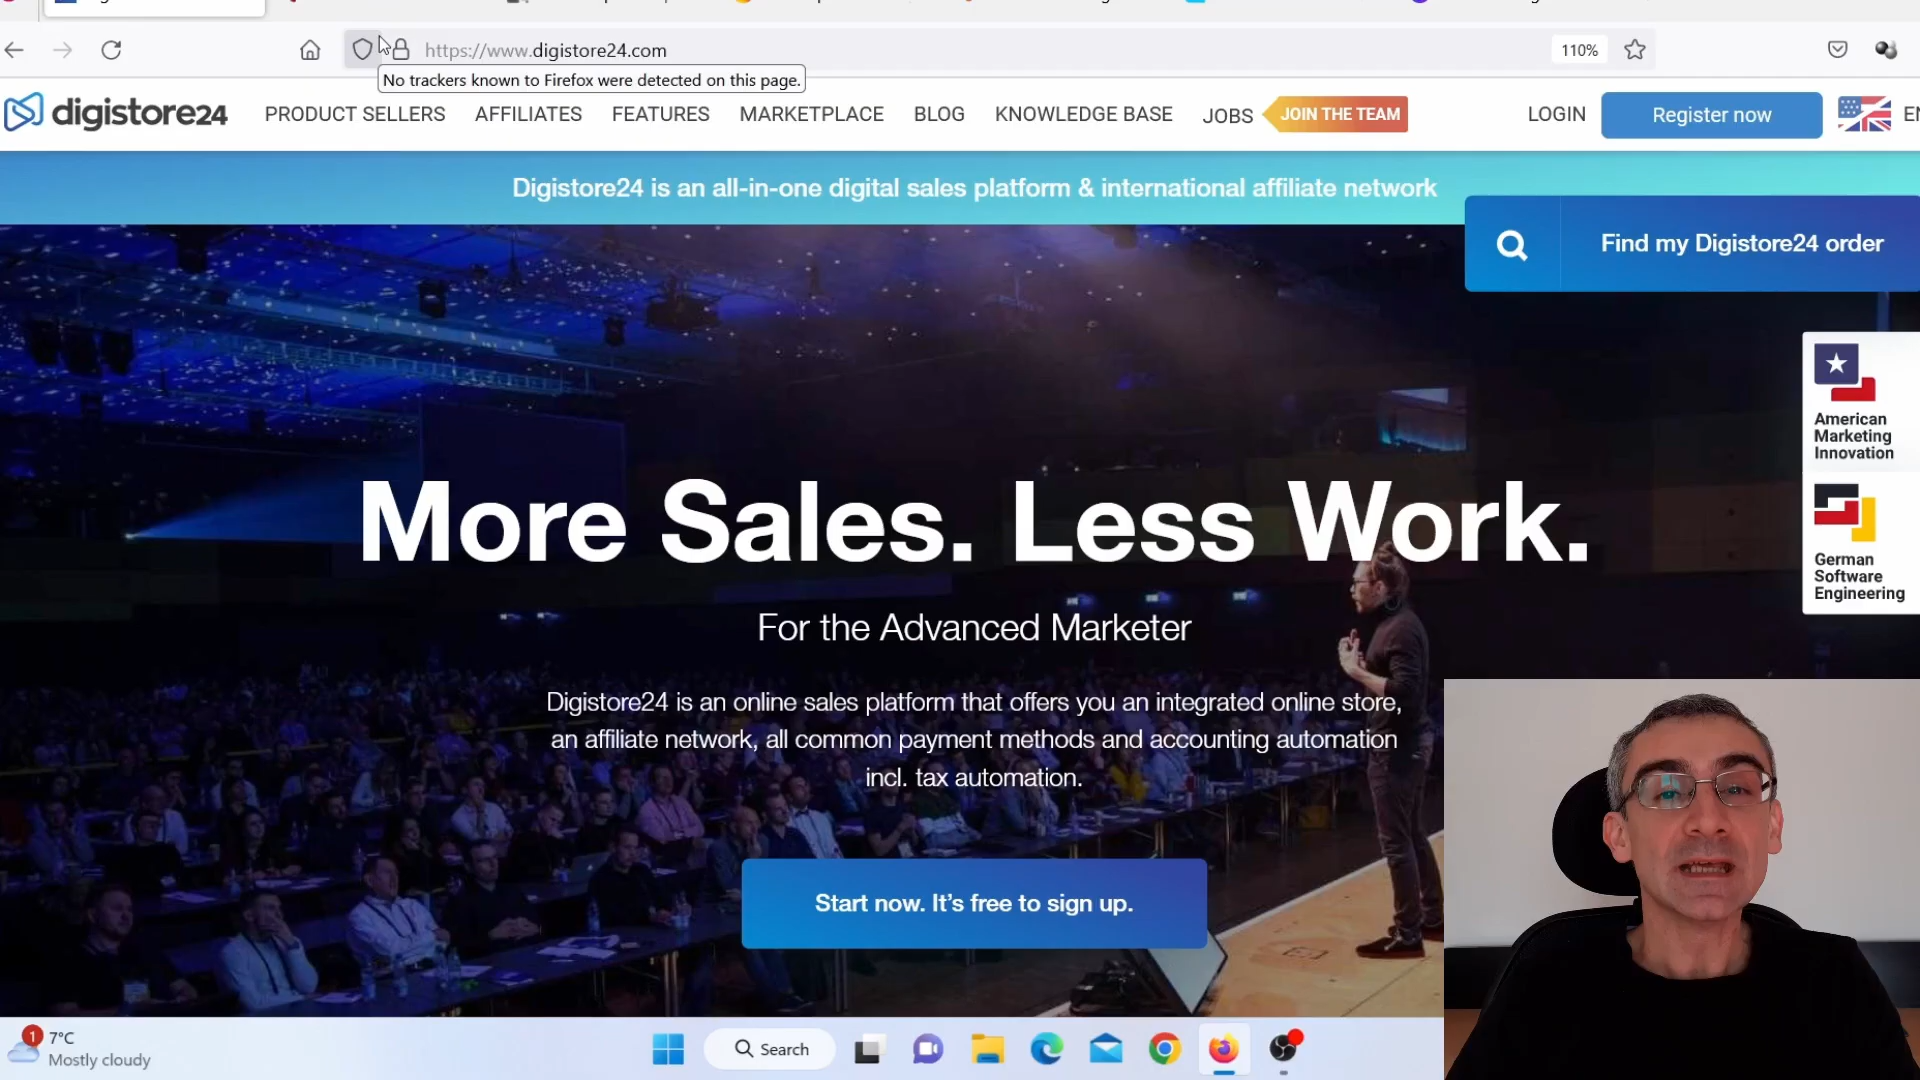 https://www.digistore24.com
110%
No trackers known to Firefox were detected on this page.
digistore24
PRODUCT SELLERS
AFFILIATES
FEATURES
MARKETPLACE
BLOG
KNOWLEDGE BASE
JOBS
JOIN THE TEAM
LOGIN
Register now
EN
Digistore24 is an all-in-one digital sales platform & international affiliate network
Find my Digistore24 order
American
Marketing
Innovation
More Sales. Less Work.
German
Software
Engineering
For the Advanced Marketer
Digistore24 is an online sales platform that offers you an integrated online store,
an affiliate network, all common payment methods and accounting automation
incl. tax automation.
Start now. It's free to sign up.
1
7°C
Mostly cloudy
Search